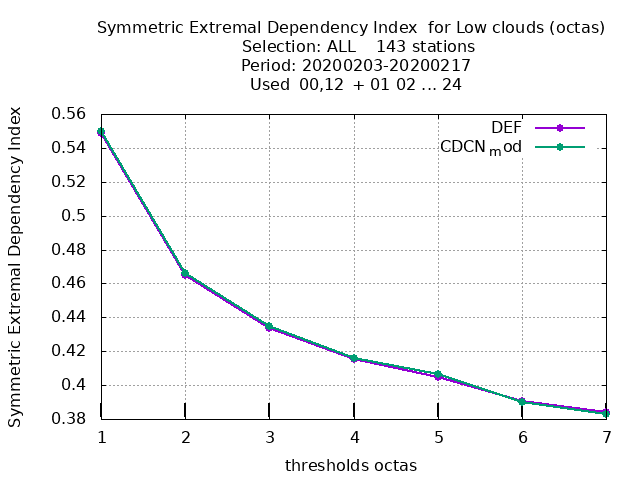 Symmetric Extremal Dependency Index  for Low clouds (octas)
Selection: ALL    143 stations
Period: 20200203-20200217
Used  00,12  + 01 02 ... 24
Symmetric Extremal Dependency Index
0.56
0.54
0.52
0.5
0.48
0.46
0.44
0.42
0.4
0.38
DEF
CDCNmod
1 2 3 4 5 6 7
thresholds octas